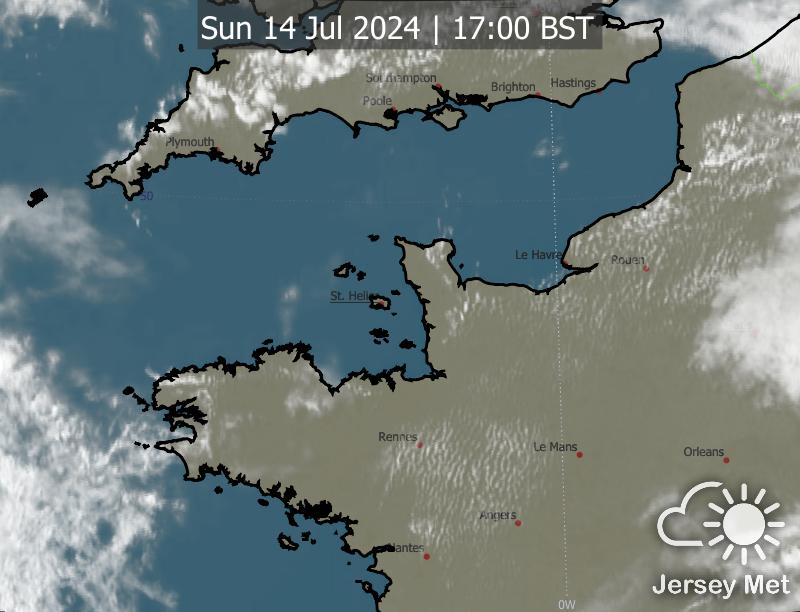 Sun 14 Jul 2024 | 17:00 BST
Southampton
Brighton
Hastings
Poole
Plymouth
50
Le Havre
Rouen
St. Helier
Rennes
Le Mans
Orleans
Angers
Nantes
0W
Jersey Met